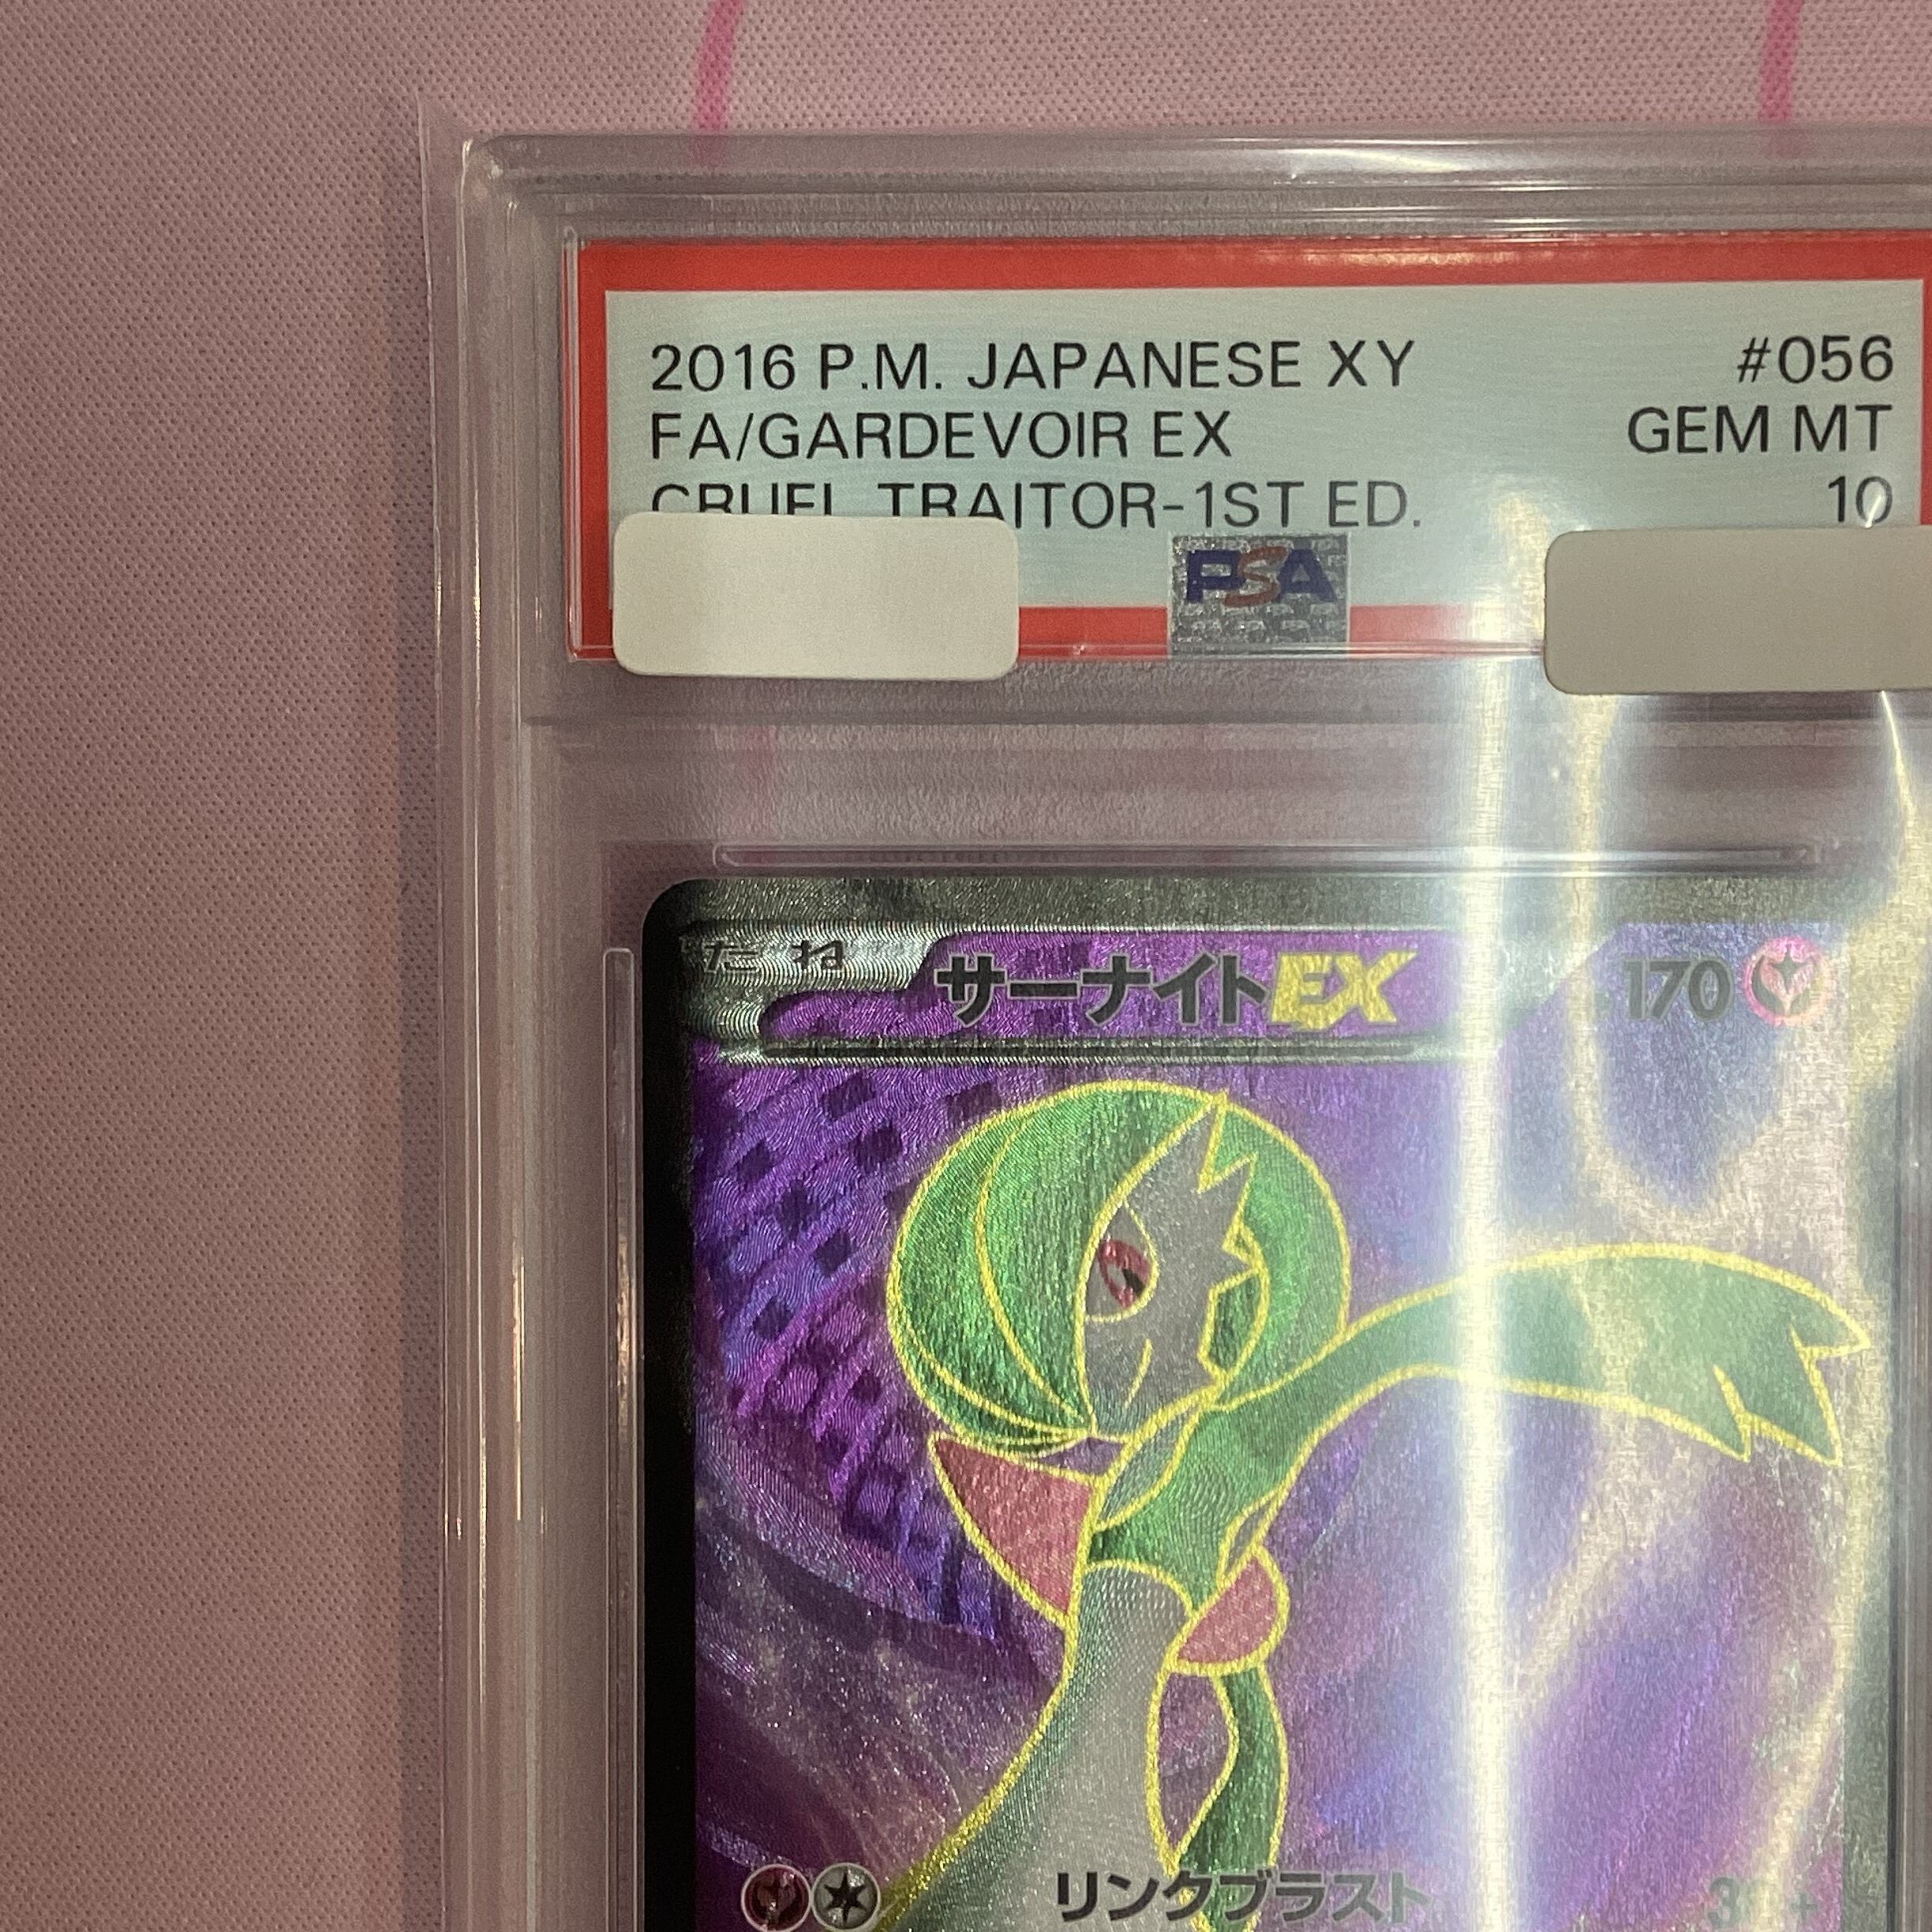 2016 P.M. JAPANESE XY #056
FA/GARDEVOIR EX GEM MT
CRUEL TRAITOR-1ST ED. 10
PSA
たね サーナイトEX 170
リンクブラスト